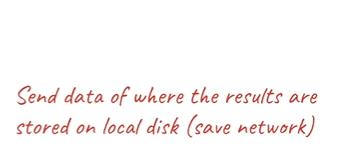 Send data of where the results are
stored on local disk (save network)